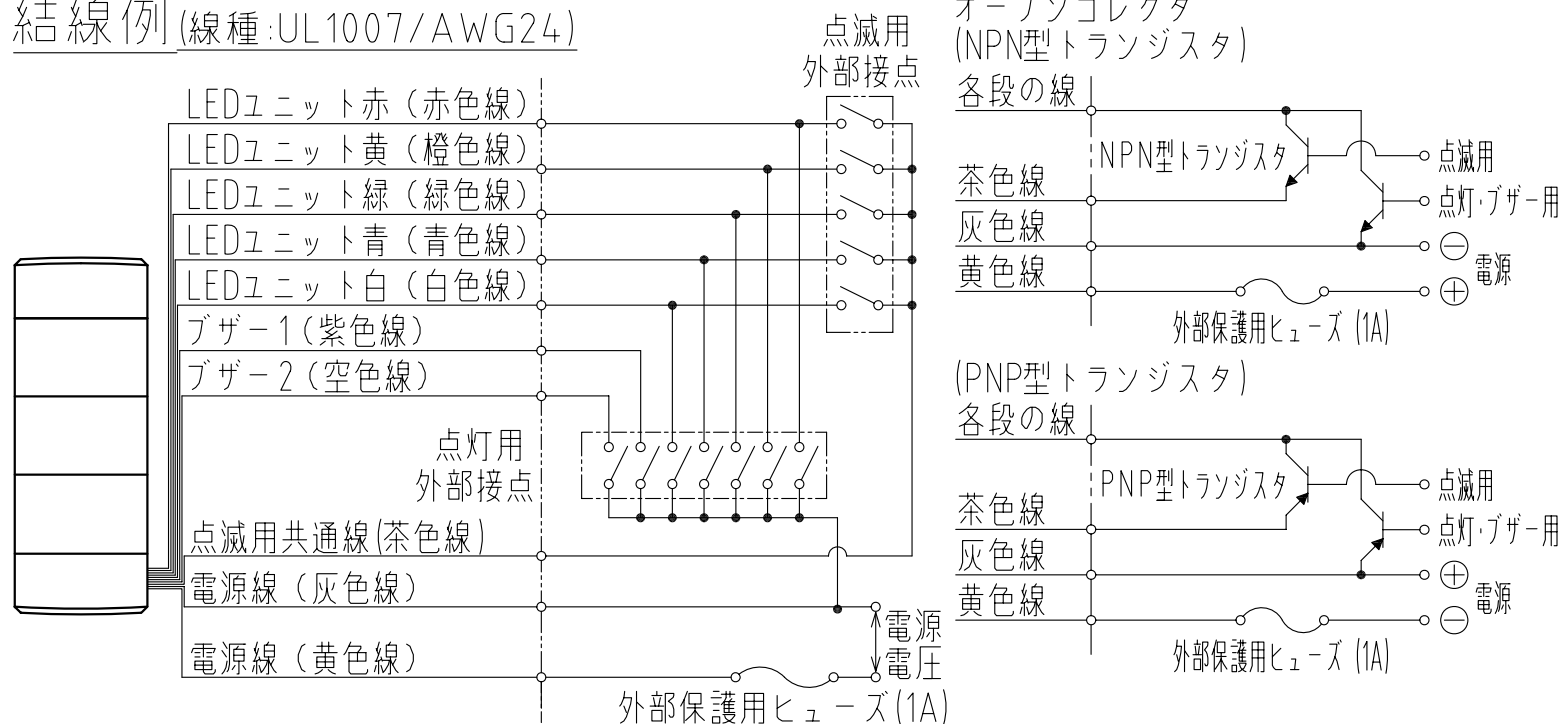 結線例(線種:UL1007/AWG24)
点滅用
外部接点
LEDユニット赤(赤色線)
LEDユニット黄(橙色線)
LEDユニット緑(緑色線)
LEDユニット青(青色線)
LEDユニット白(白色線)
ブザー1(紫色線)
ブザー2(空色線)
点灯用
外部接点
点滅用共通線(茶色線)
電源線(灰色線)
電源線(黄色線)
電源
電圧
外部保護用ヒューズ(1A)
オープンコレクタ
(NPN型トランジスタ)
各段の線
NPN型トランジスタ
点滅用
茶色線
点灯・ブザー用
灰色線
⊖
黄色線
電源
⊕
外部保護用ヒューズ(1A)
(PNP型トランジスタ)
各段の線
PNP型トランジスタ
点滅用
茶色線
点灯・ブザー用
灰色線
⊕
黄色線
電源
⊖
外部保護用ヒューズ(1A)